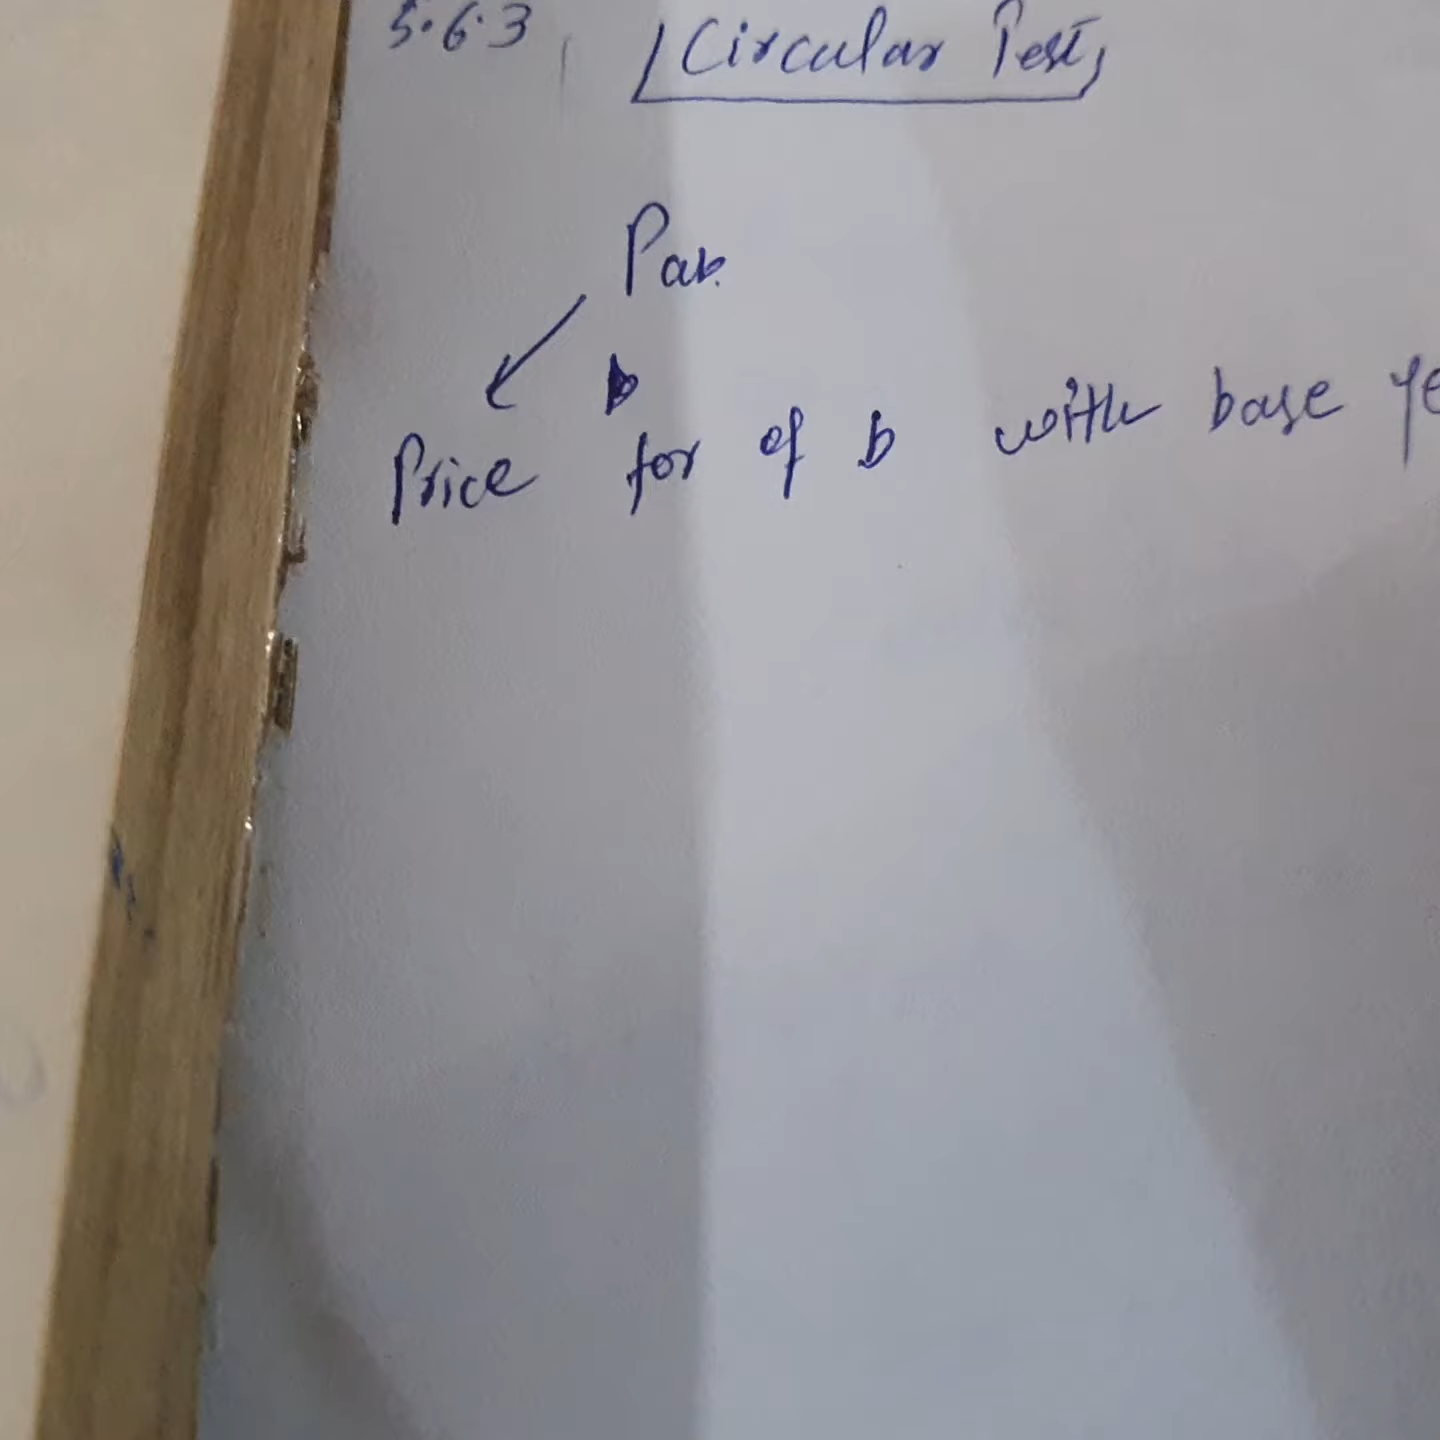 5.6.3
Circular Test,
Pab.
b
Price for of b with base ye